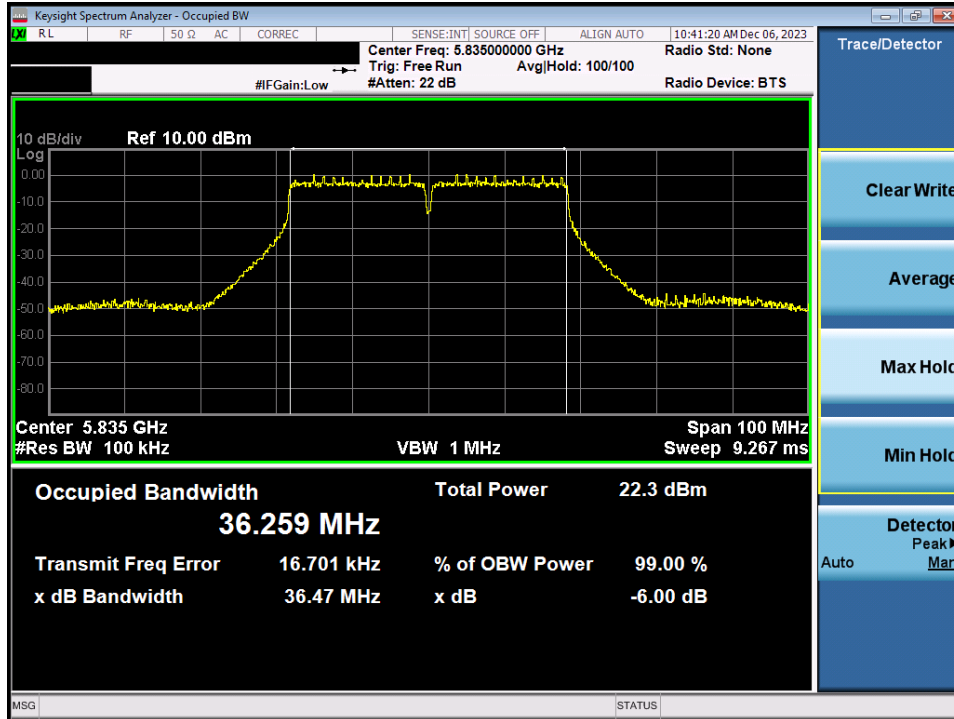 Keysight Spectrum Analyzer - Occupied BW
LXI RL RF 50 Ω AC CORREC SENSE:INT SOURCE OFF ALIGN AUTO 10:41:20 AM Dec 06, 2023
Center Freq: 5.835000000 GHz Radio Std: None
Trig: Free Run Avg|Hold: 100/100
#IFGain:Low #Atten: 22 dB Radio Device: BTS
10 dB/div Ref 10.00 dBm
Log
0.00
-10.0
-20.0
-30.0
-40.0
-50.0
-60.0
-70.0
-80.0
Center 5.835 GHz Span 100 MHz
#Res BW 100 kHz VBW 1 MHz Sweep 9.267 ms
Occupied Bandwidth Total Power 22.3 dBm
36.259 MHz
Transmit Freq Error 16.701 kHz % of OBW Power 99.00 %
x dB Bandwidth 36.47 MHz x dB -6.00 dB
MSG STATUS
Trace/Detector
Clear Write
Average
Max Hold
Min Hold
Detector
Peak▶
Auto Man